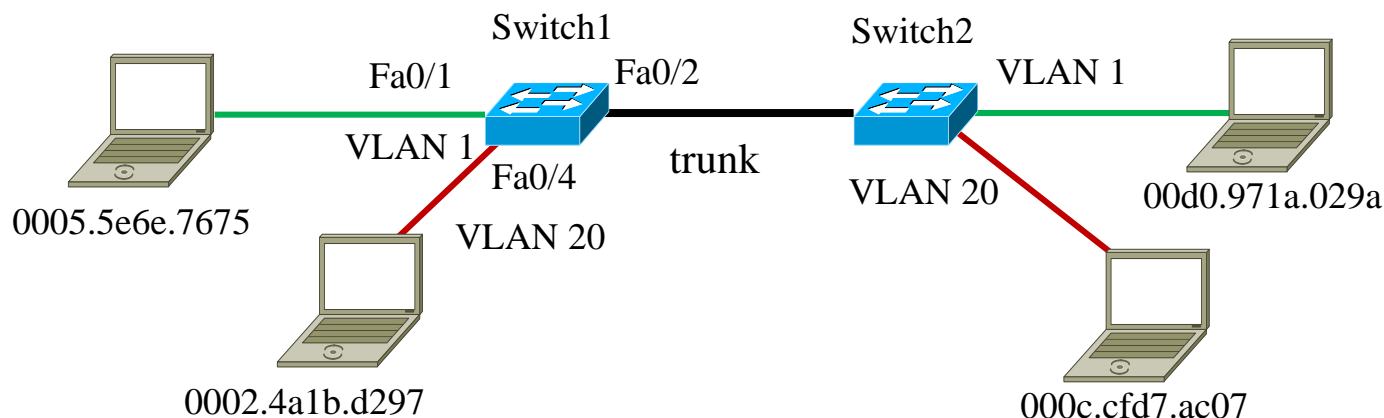 Switch1
Switch2
Fa0/1
Fa0/2
VLAN 1
VLAN 1
Fa0/4
trunk
VLAN 20
00d0.971a.029a
0005.5e6e.7675
VLAN 20
0002.4a1b.d297
000c.cfd7.ac07